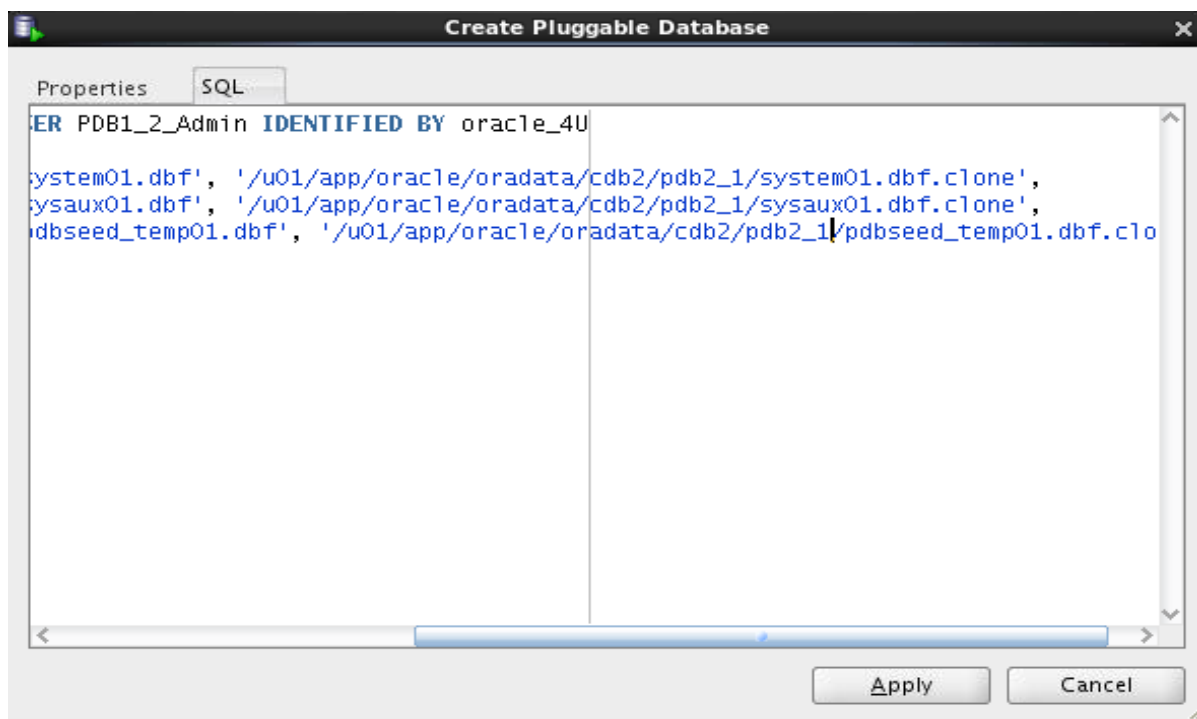 Create Pluggable Database
Properties SQL
ER PDB1_2_Admin IDENTIFIED BY oracle_4U
ystem01.dbf', '/u01/app/oracle/oradata/cdb2/pdb2_1/system01.dbf.clone',
ysaux01.dbf', '/u01/app/oracle/oradata/cdb2/pdb2_1/sysaux01.dbf.clone',
dbseed_temp01.dbf', '/u01/app/oracle/oradata/cdb2/pdb2_1/pdbseed_temp01.dbf.clo
Apply Cancel